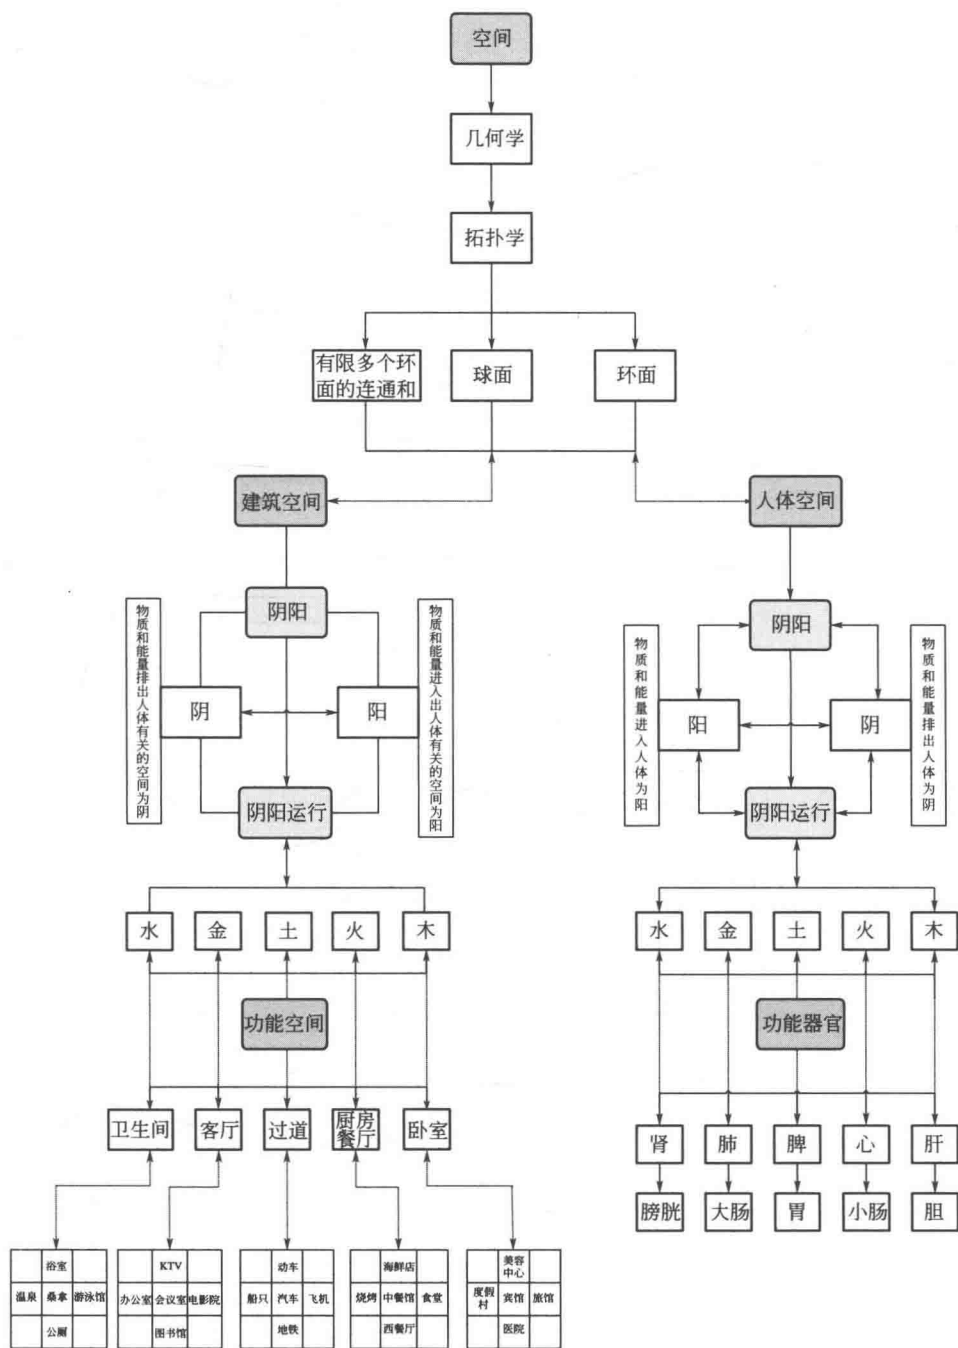 空间
几何学
拓扑学
有限多个环
面的连通和
球面
环面
建筑空间
人体空间
阴阳
物质和能量排出人体有关的空间为阴
阴
阳
物质和能量进入出人体有关的空间为阳
阴阳运行
阴阳
物质和能量进入人体为阳
阳
阴
物质和能量排出人体为阴
阴阳运行
水 金 土 火 木
水 金 土 火 木
功能空间
功能器官
卫生间 客厅 过道 厨房 卧室
餐厅
肾 肺 脾 心 肝
膀胱 大肠 胃 小肠 胆
浴室
温泉 桑拿 游泳馆
公厕
KTV
办公室 会议室 电影院
图书馆
动车
船只 汽车 飞机
地铁
海鲜店
烧烤 中餐馆 食堂
西餐厅
美容
中心
度假
村
宾馆 旅馆
医院